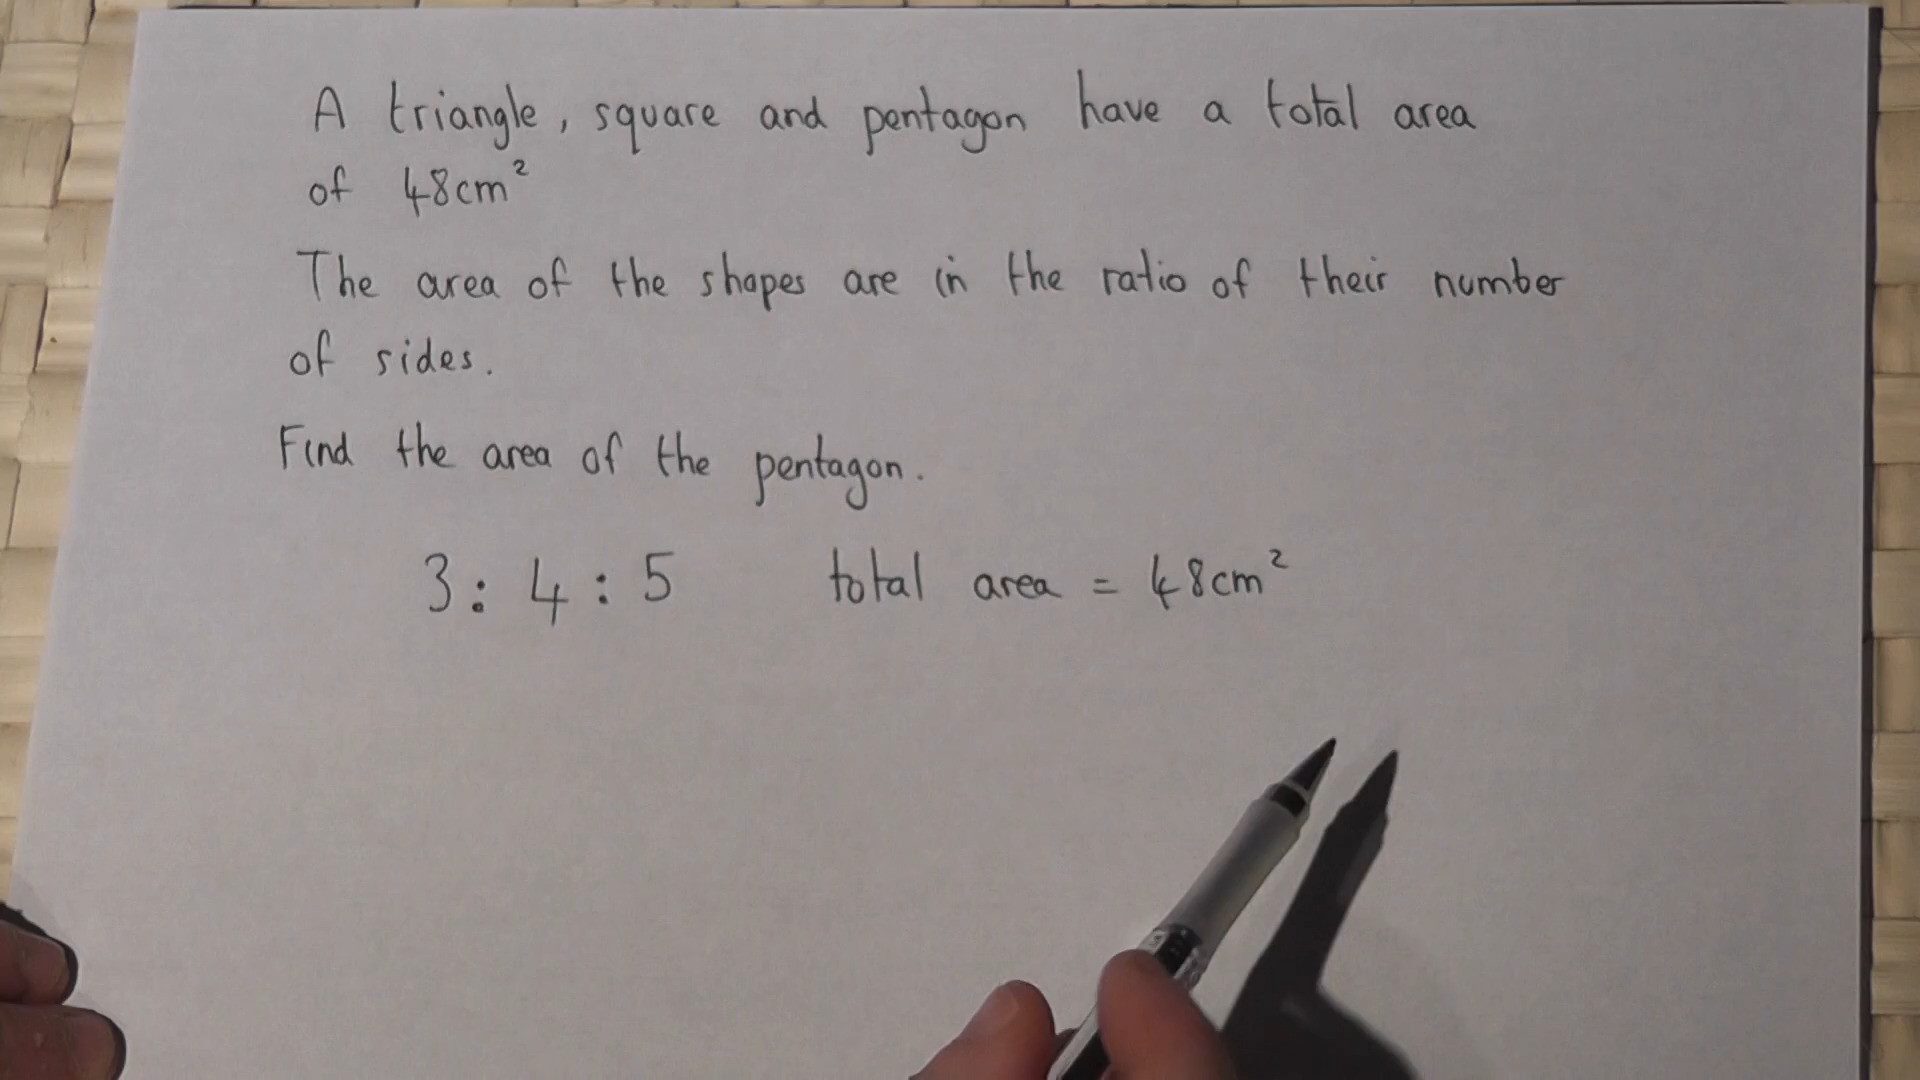 A triangle, square and pentagon have a total area
of 48cm²
The area of the shapes are in the ratio of their number
of sides.
Find the area of the pentagon.
3 : 4 : 5 total area = 48cm²